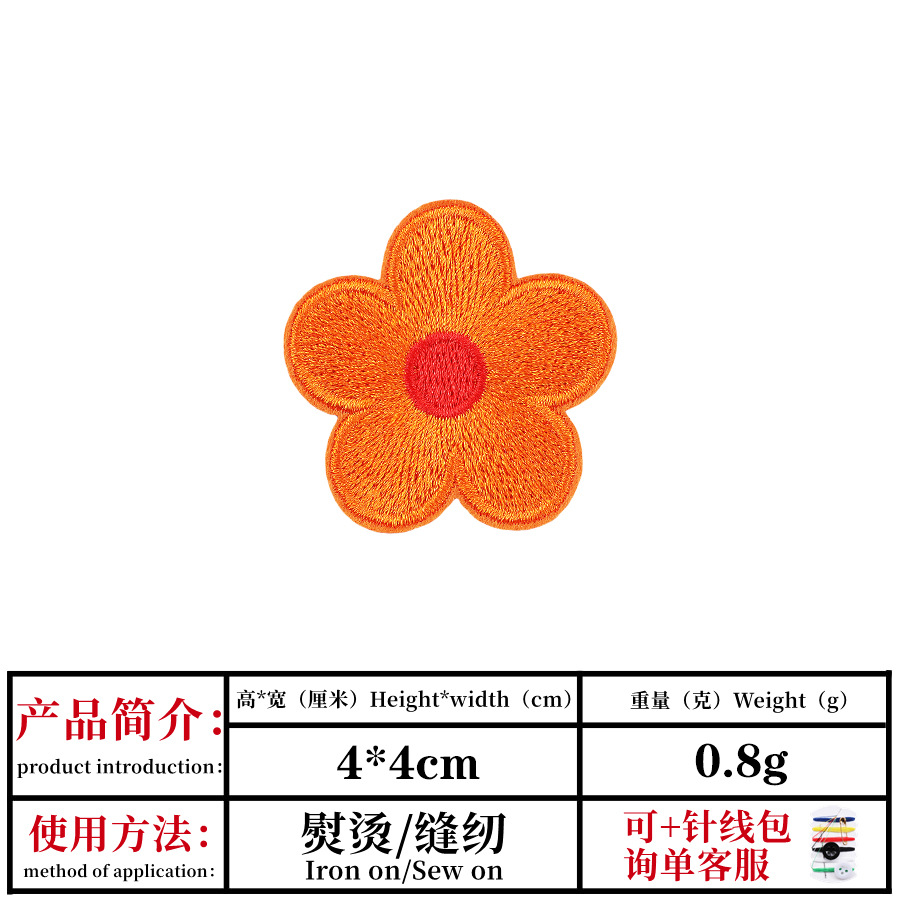 产品简介：
product introduction：
高*宽（厘米）Height*width（cm）
重量（克）Weight（g）
4*4cm
0.8g
使用方法：
method of application：
熨烫/缝纫
Iron on/Sew on
可+针线包
询单客服